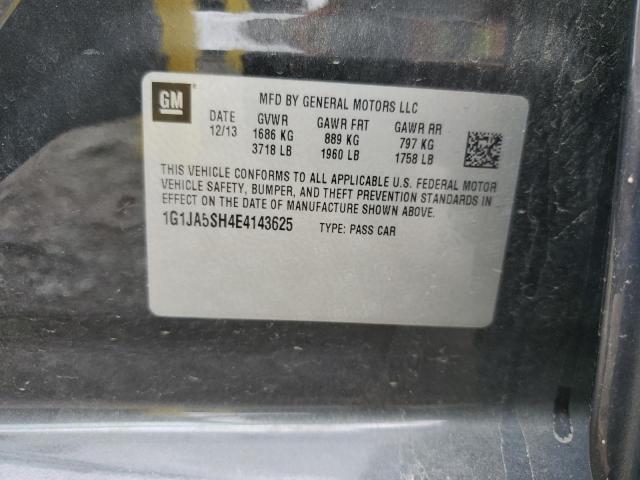 GM
MFD BY GENERAL MOTORS LLC
DATE GVWR GAWR FRT GAWR RR
12/13 1686 KG 889 KG 797 KG
3718 LB 1960 LB 1758 LB
THIS VEHICLE CONFORMS TO ALL APPLICABLE U.S. FEDERAL MOTOR
VEHICLE SAFETY, BUMPER, AND THEFT PREVENTION STANDARDS IN
EFFECT ON THE DATE OF MANUFACTURE SHOWN ABOVE.
1G1JA5SH4E4143625 TYPE: PASS CAR